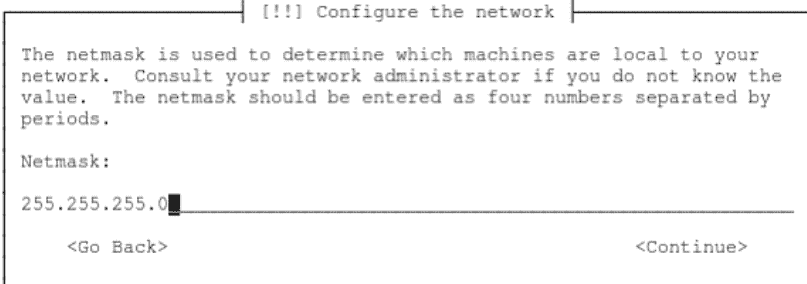 [!!] Configure the network
The netmask is used to determine which machines are local to your
network.  Consult your network administrator if you do not know the
value.  The netmask should be entered as four numbers separated by
periods.
Netmask:
255.255.255.0
<Go Back> <Continue>